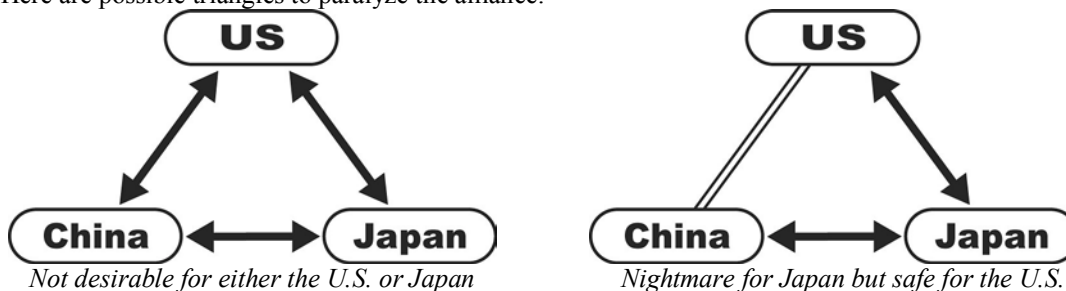 Here are possible triangles to paralyze the alliance:
US
US
China
Japan
China
Japan
Not desirable for either the U.S. or Japan
Nightmare for Japan but safe for the U.S.